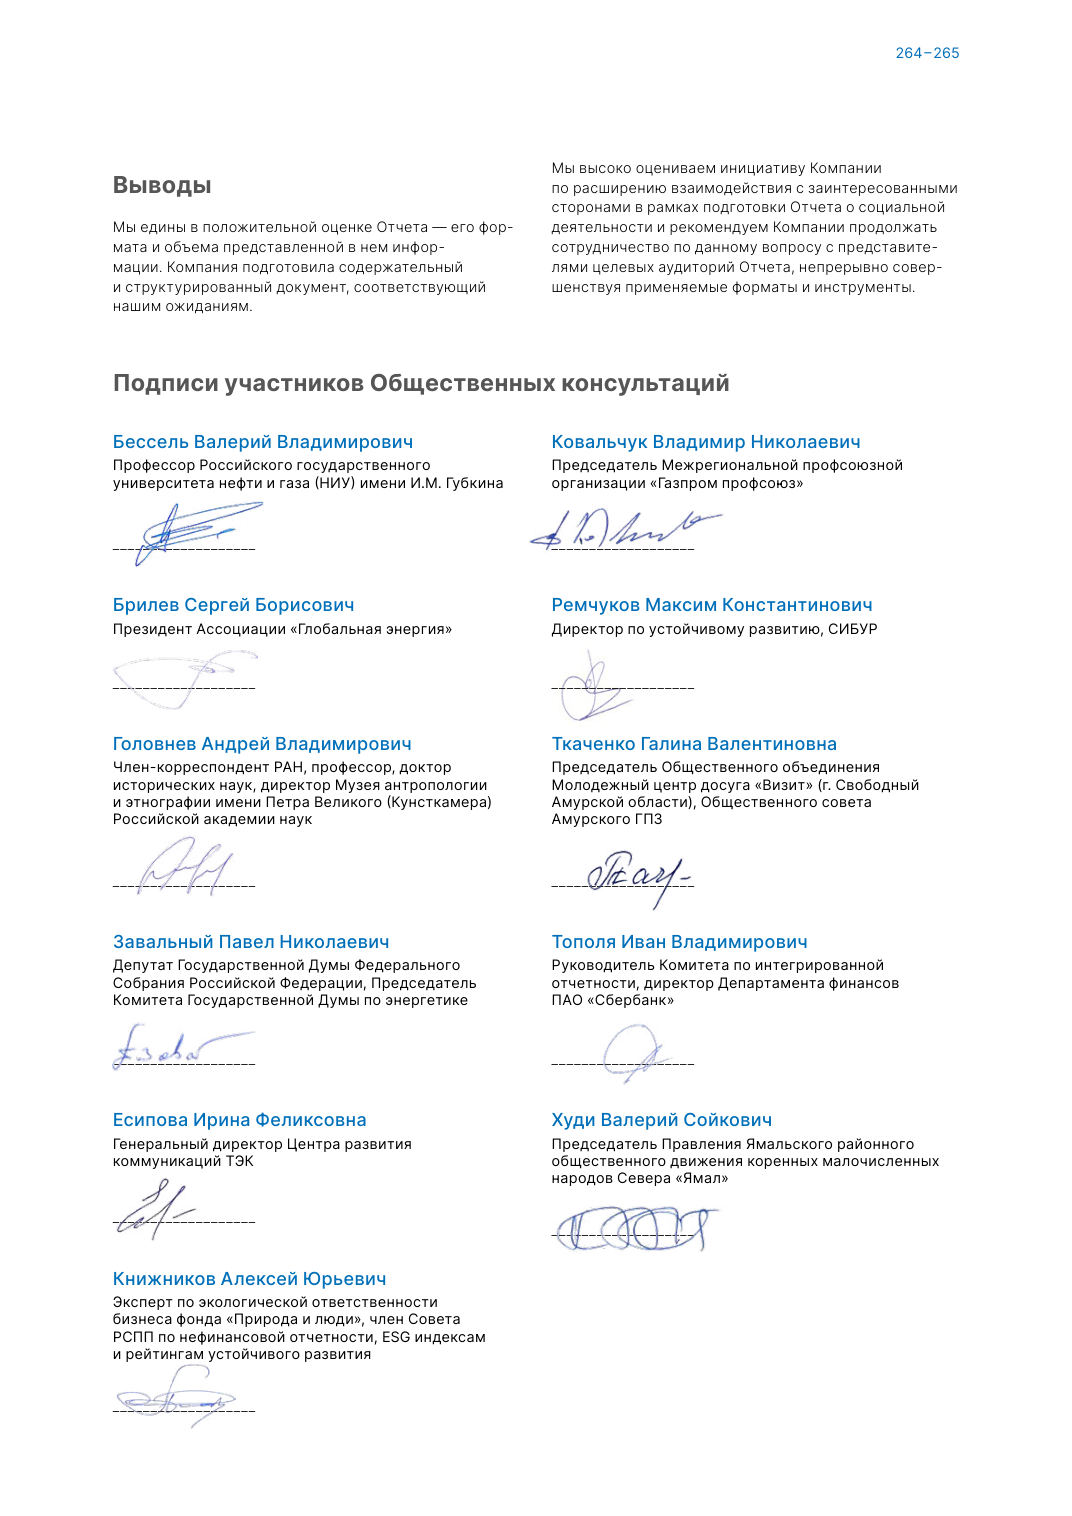 264–265
Выводы
Мы едины в положительной оценке Отчета — его фор-
мата и объема представленной в нем инфор-
мации. Компания подготовила содержательный
и структурированный документ, соответствующий
нашим ожиданиям.
Мы высоко оцениваем инициативу Компании
по расширению взаимодействия с заинтересованными
сторонами в рамках подготовки Отчета о социальной
деятельности и рекомендуем Компании продолжать
сотрудничество по данному вопросу с представите-
лями целевых аудиторий Отчета, непрерывно совер-
шенствуя применяемые форматы и инструменты.
Подписи участников Общественных консультаций
Бессель Валерий Владимирович
Профессор Российского государственного
университета нефти и газа (НИУ) имени И.М. Губкина
Брилев Сергей Борисович
Президент Ассоциации «Глобальная энергия»
Головнев Андрей Владимирович
Член-корреспондент РАН, профессор, доктор
исторических наук, директор Музея антропологии
и этнографии имени Петра Великого (Кунсткамера)
Российской академии наук
Завальный Павел Николаевич
Депутат Государственной Думы Федерального
Собрания Российской Федерации, Председатель
Комитета Государственной Думы по энергетике
Есипова Ирина Феликсовна
Генеральный директор Центра развития
коммуникаций ТЭК
Книжников Алексей Юрьевич
Эксперт по экологической ответственности
бизнеса фонда «Природа и люди», член Совета
РСПП по нефинансовой отчетности, ESG индексам
и рейтингам устойчивого развития
Ковальчук Владимир Николаевич
Председатель Межрегиональной профсоюзной
организации «Газпром профсоюз»
Ремчуков Максим Константинович
Директор по устойчивому развитию, СИБУР
Ткаченко Галина Валентиновна
Председатель Общественного объединения
Молодежный центр досуга «Визит» (г. Свободный
Амурской области), Общественного совета
Амурского ГПЗ
Тополя Иван Владимирович
Руководитель Комитета по интегрированной
отчетности, директор Департамента финансов
ПАО «Сбербанк»
Худи Валерий Сойкович
Председатель Правления Ямальского районного
общественного движения коренных малочисленных
народов Севера «Ямал»